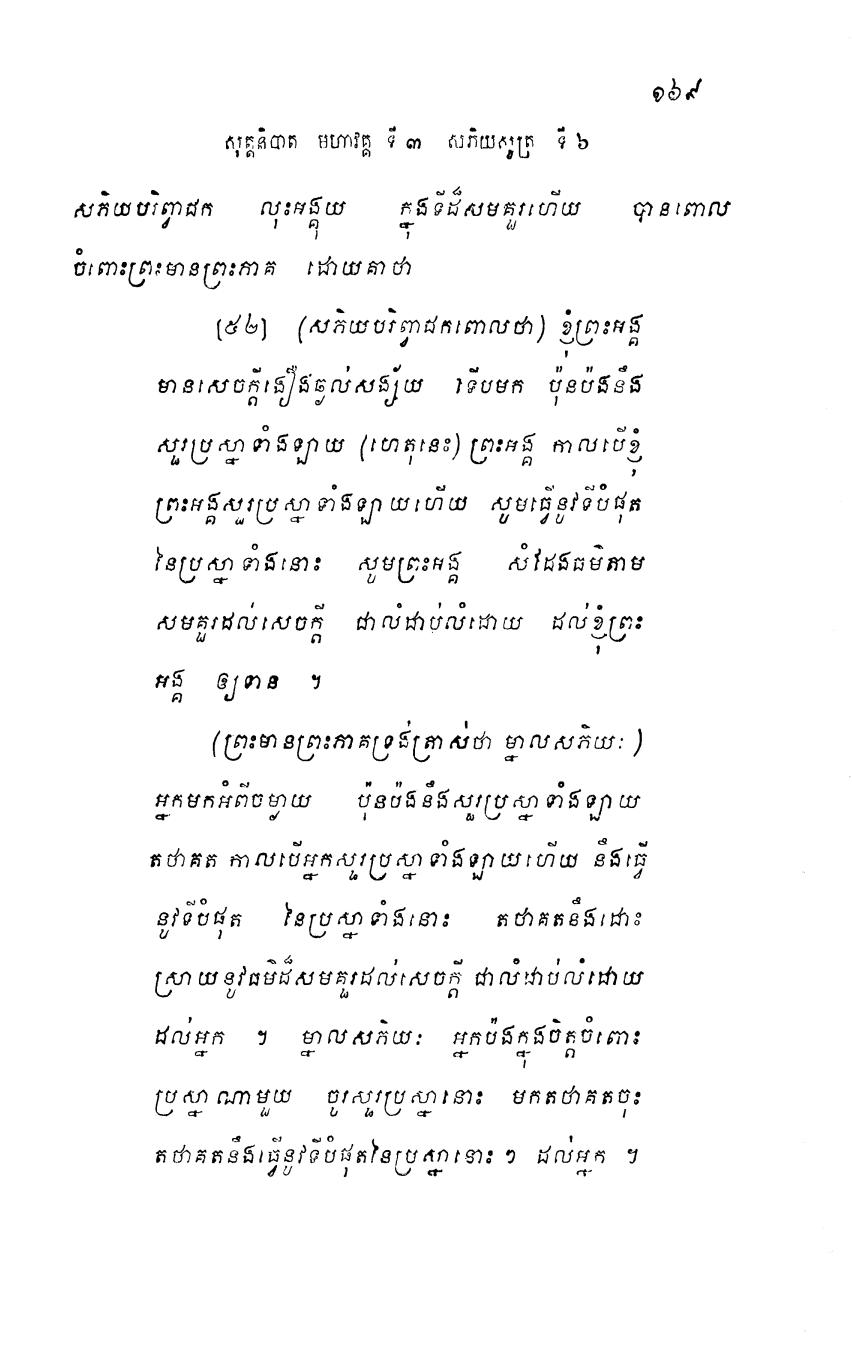 ១៦៩
សុត្តនិបាត មហាវគ្គ ទី ៣ សភិយសូត្រ ទី ៦
សភិយបរិព្វាជក លុះអង្គុយ ក្នុងទីដ៏សមគួរហើយ បានពោល
ចំពោះព្រះមានព្រះភាគ ដោយគាថា
[៥៤] (សភិយបរិព្វាជកពោលថា) ខ្ញុំព្រះអង្គ
មានសេចក្តីងឿងឆ្ងល់សង្ស័យ ទើបមក ប៉ុនប៉ងនឹង
សួរប្រស្នាទាំងឡាយ (ហេតុនេះ) ព្រះអង្គ កាលបើខ្ញុំ
ព្រះអង្គសួរប្រស្នាទាំងឡាយហើយ សូមធ្វើនូវទីបំផុត
នៃប្រស្នាទាំងនោះ សូមព្រះអង្គ សំដែងធម៌តាម
សមគួរដល់សេចក្តី ជាលំដាប់លំដោយ ដល់ខ្ញុំព្រះ
អង្គ ឲ្យទាន ។
(ព្រះមានព្រះភាគទ្រង់ត្រាស់ថា ម្នាលសភិយៈ )
អ្នកមកអំពីចម្ងាយ ប៉ុនប៉ងនឹងសួរប្រស្នាទាំងឡាយ
តថាគត កាលបើអ្នកសួរប្រស្នាទាំងឡាយហើយ នឹងធ្វើ
នូវទីបំផុត នៃប្រស្នាទាំងនោះ តថាគតនឹងដោះ
ស្រាយនូវធម៌ដ៏សមគួរដល់សេចក្តី ជាលំដាប់លំដោយ
ដល់អ្នក ។ ម្នាលសភិយៈ អ្នកប៉ងក្នុងចិត្តចំពោះ
ប្រស្នាណាមួយ ចូរសួរប្រស្នានោះ មកតថាគតចុះ
តថាគតនឹងធ្វើនូវទីបំផុតនៃប្រស្នានោះ ៗ ដល់អ្នក ។